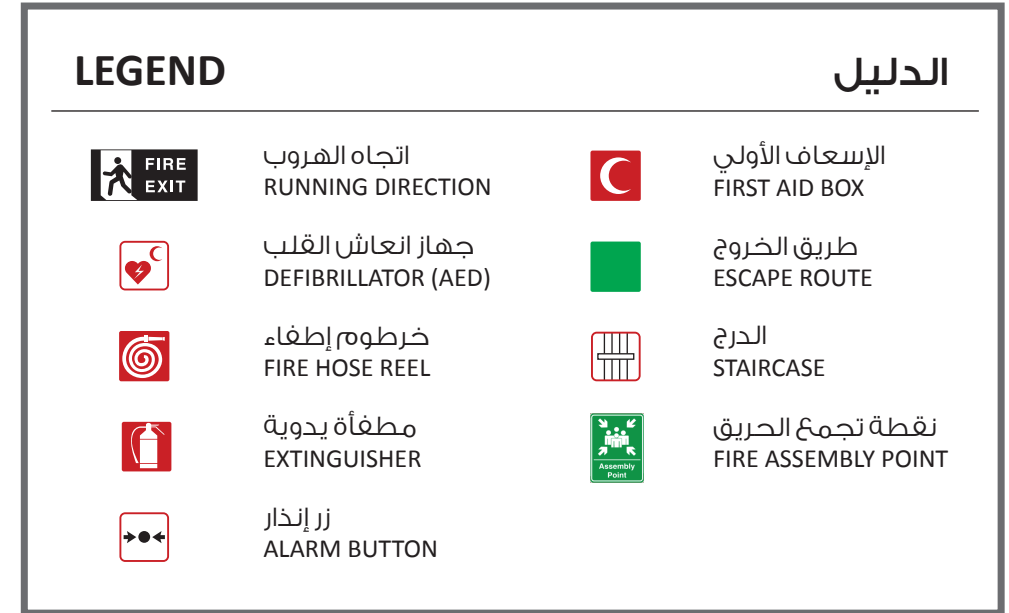 LEGEND
الدليل
FIRE
EXIT
اتجاه الهروب
RUNNING DIRECTION
جهاز انعاش القلب
DEFIBRILLATOR (AED)
خرطوم إطفاء
FIRE HOSE REEL
مطفأة يدوية
EXTINGUISHER
زر إنذار
ALARM BUTTON
الإسعاف الأولي
FIRST AID BOX
طريق الخروج
ESCAPE ROUTE
الدرج
STAIRCASE
Assembly
Point
نقطة تجمع الحريق
FIRE ASSEMBLY POINT